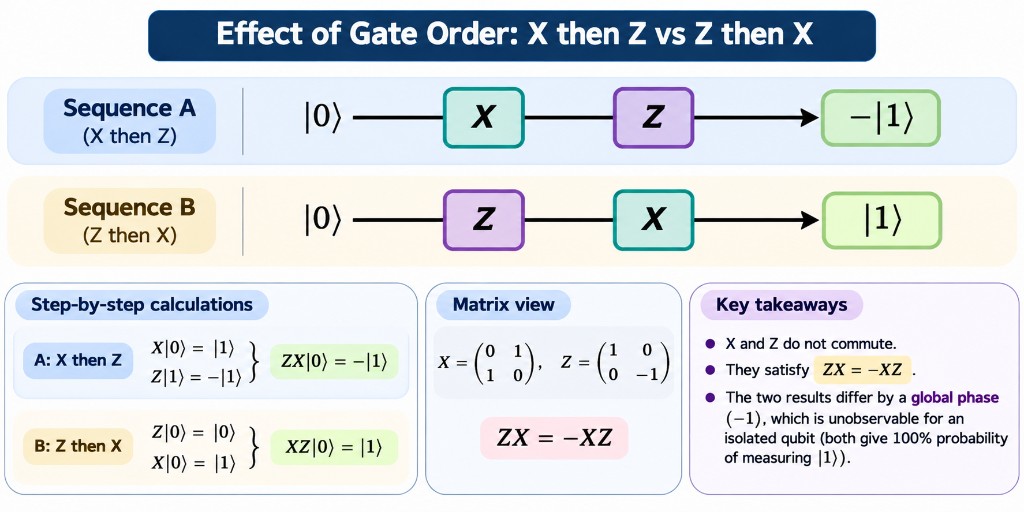 Effect of Gate Order: X then Z vs Z then X
Sequence A
(X then Z)
|0⟩
X
Z
−|1⟩
Sequence B
(Z then X)
|0⟩
Z
X
|1⟩
Step-by-step calculations
A: X then Z
X|0⟩ = |1⟩
Z|1⟩ = −|1⟩
ZX|0⟩ = −|1⟩
B: Z then X
Z|0⟩ = |0⟩
X|0⟩ = |1⟩
XZ|0⟩ = |1⟩
Matrix view
X = (0 1; 1 0), Z = (1 0; 0 −1)
ZX = −XZ
Key takeaways
● X and Z do not commute.
● They satisfy ZX = −XZ.
● The two results differ by a global phase
(−1), which is unobservable for an
isolated qubit (both give 100% probability
of measuring |1⟩).